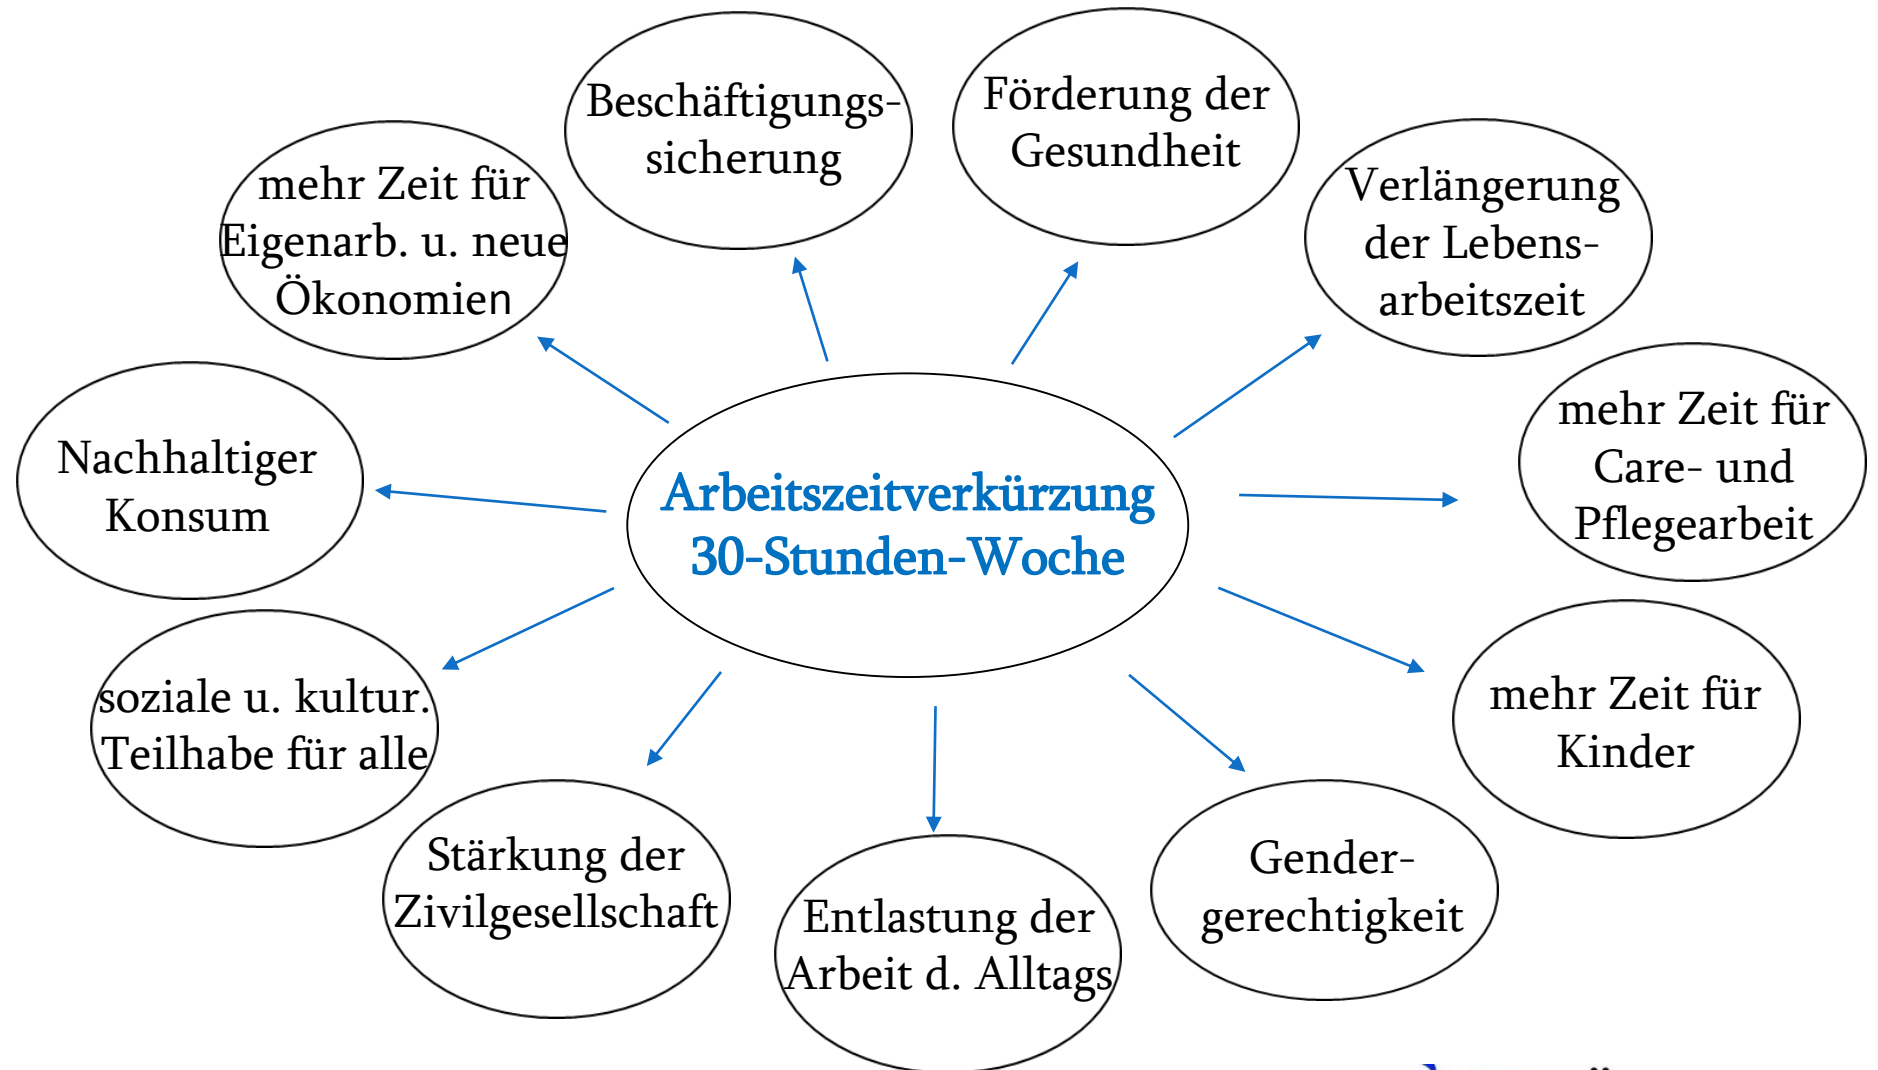 Beschäftigungs-
sicherung
Förderung der
Gesundheit
mehr Zeit für
Eigenarb. u. neue
Ökonomien
Verlängerung
der Lebens-
arbeitszeit
Nachhaltiger
Konsum
Arbeitszeitverkürzung
30-Stunden-Woche
mehr Zeit für
Care- und
Pflegearbeit
soziale u. kultur.
Teilhabe für alle
mehr Zeit für
Kinder
Stärkung der
Zivilgesellschaft
Entlastung der
Arbeit d. Alltags
Gender-
gerechtigkeit